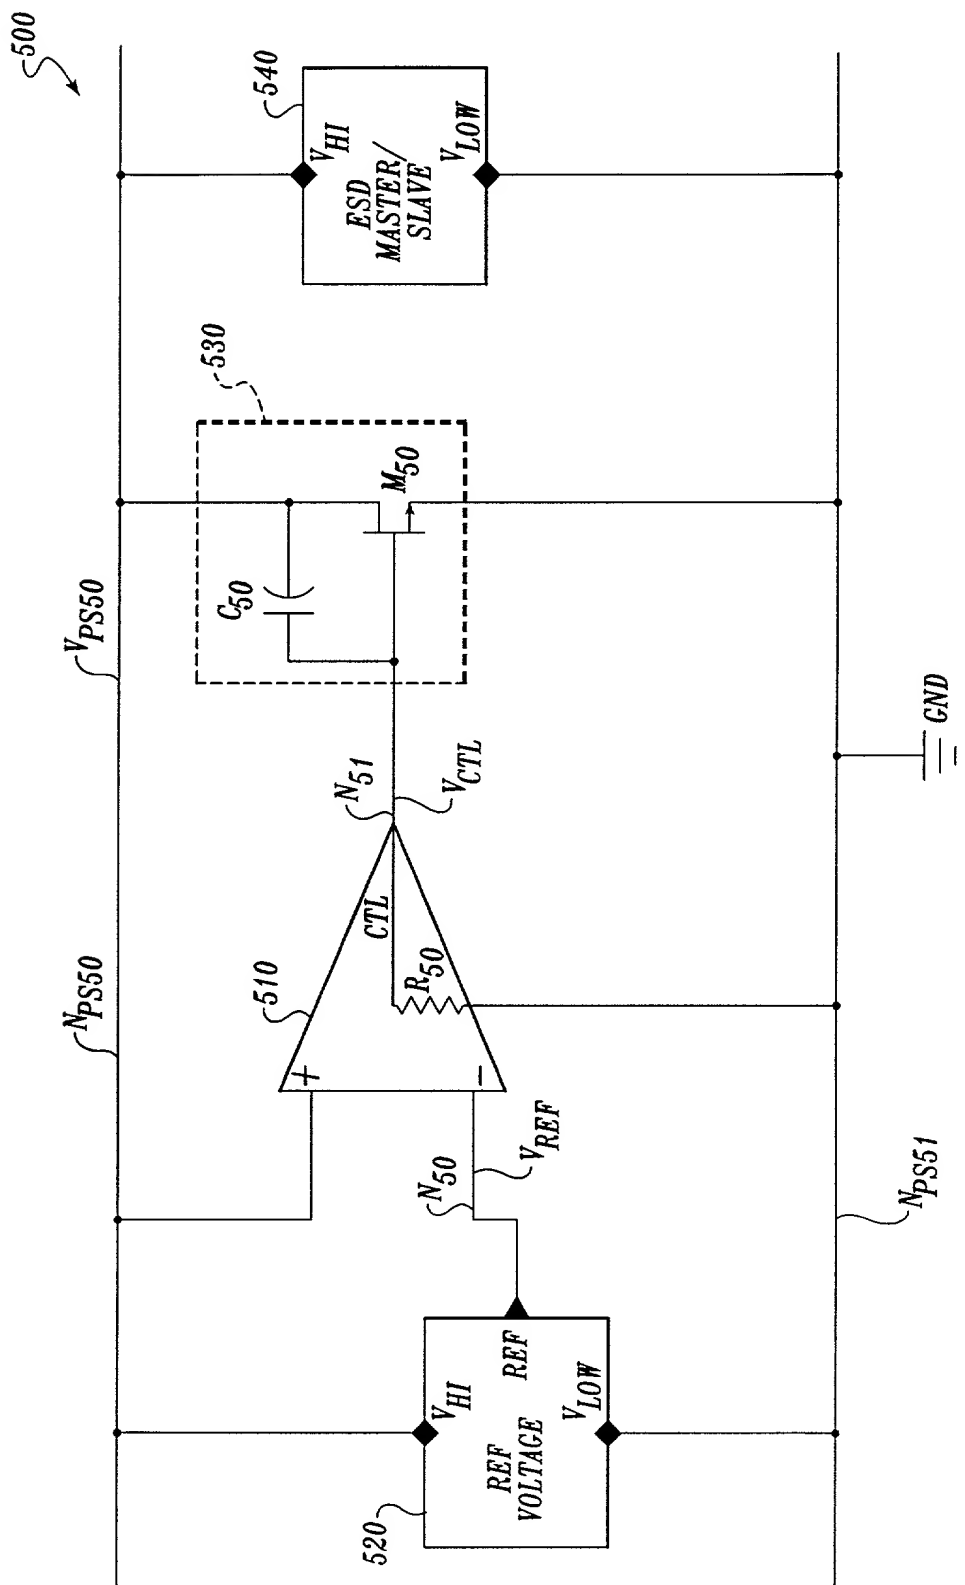 500
N_PS50
V_PS50
540
V_HI
ESD
MASTER/
SLAVE
V_LOW
530
C_50
M_50
510
+
−
CTL
R_50
N_51
V_CTL
N_50
V_REF
520
V_HI
REF
VOLTAGE
REF
V_LOW
N_PS51
GND